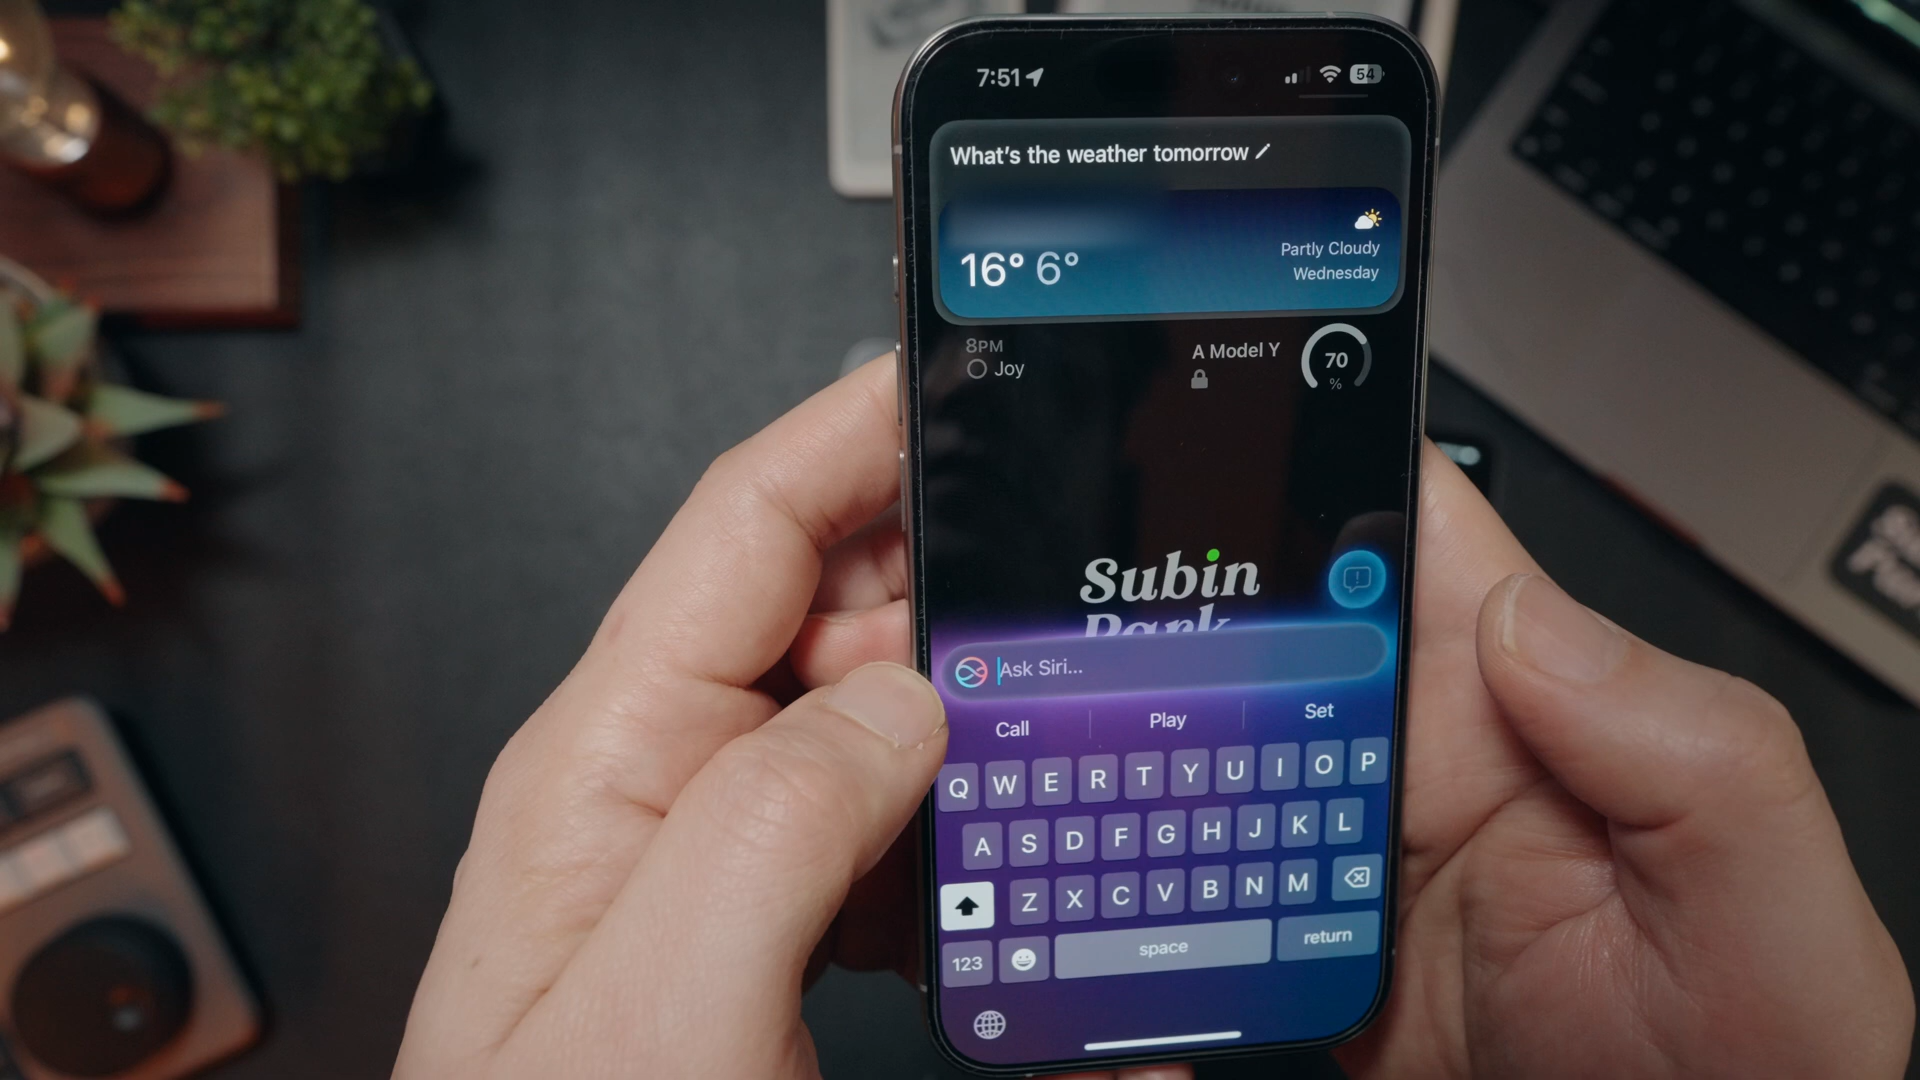 7:51
54
What's the weather tomorrow
16° 6°
Partly Cloudy
Wednesday
8PM
Joy
A Model Y
70
%
Subin
Park
Ask Siri...
Call Play Set
Q W E R T Y U I O P
A S D F G H J K L
Z X C V B N M
123 space return